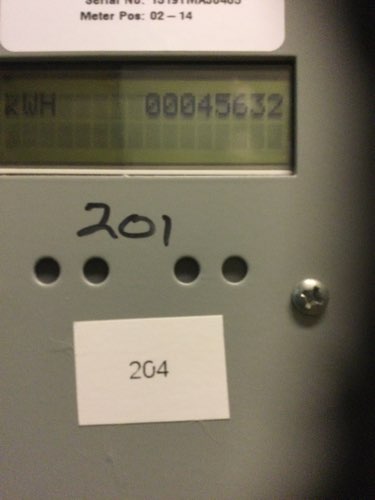 Serial No:
Meter Pos: 02 – 14
kWH 00045632
201
204